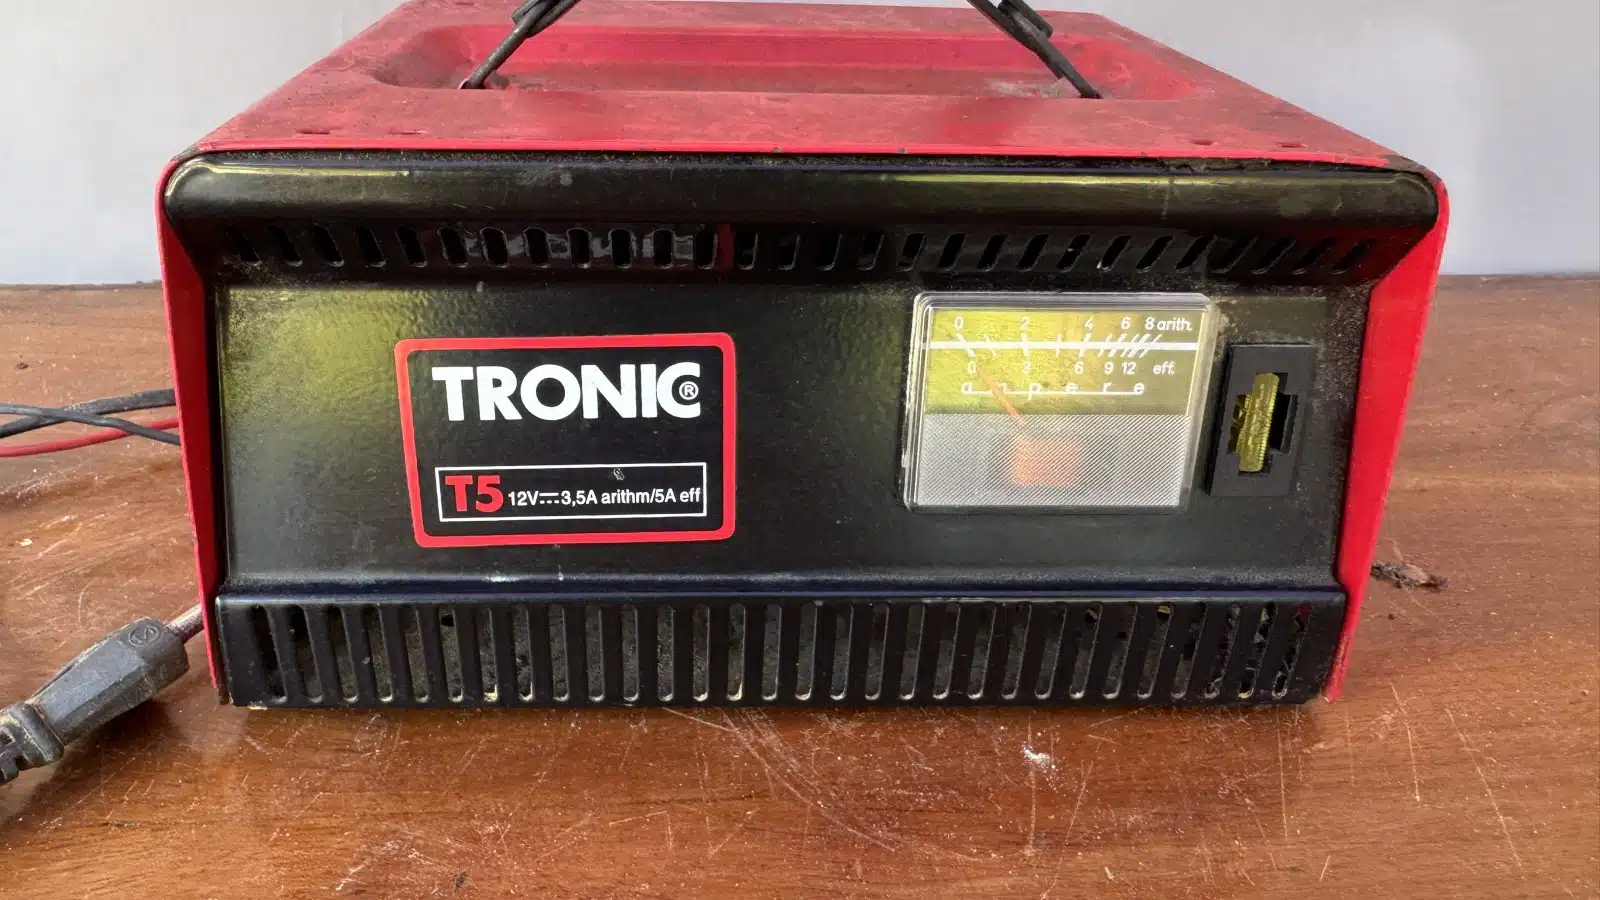 TRONIC®
T5 12V⎓3,5A arithm/5A eff
0 2 4 6 8 arith.
0 3 6 9 12 eff.
ampere